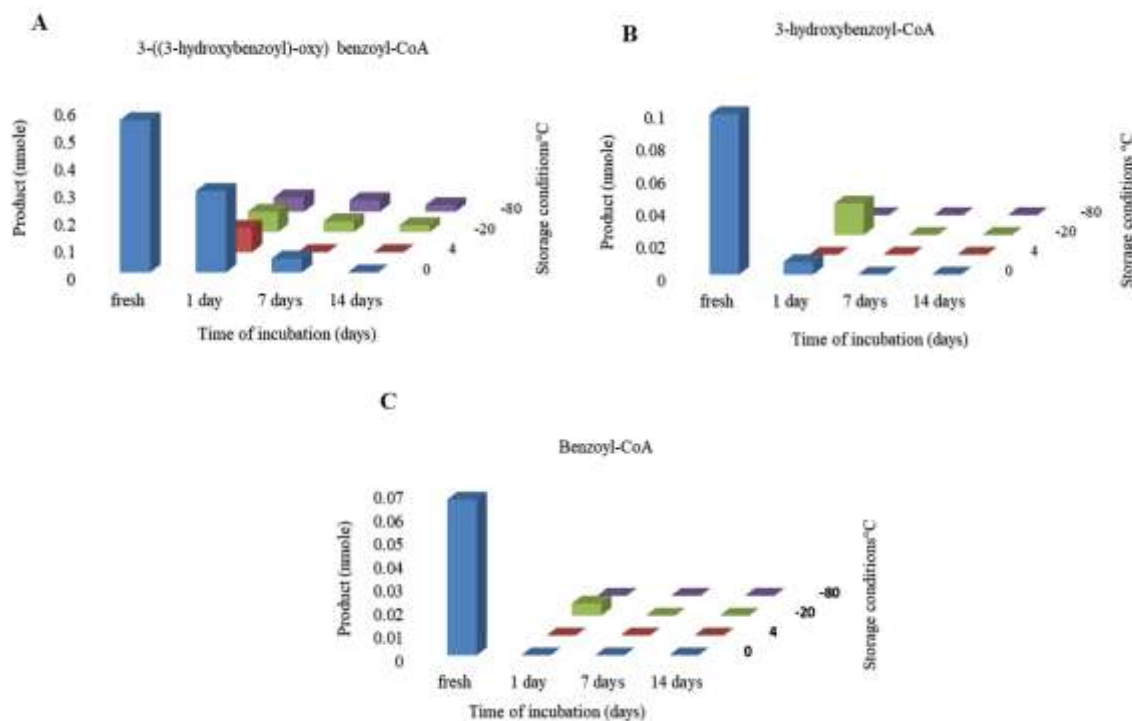 A
3-((3-hydroxybenzoyl)-oxy) benzoyl-CoA
Product (nmole)
0.6
0.5
0.4
0.3
0.2
0.1
0
fresh
1 day
7 days
14 days
Time of incubation (days)
0
4
-20
-80
Storage conditions°C
B
3-hydroxybenzoyl-CoA
Product (nmole)
0.1
0.08
0.06
0.04
0.02
0
fresh
1 day
7 days
14 days
Time of incubation (days)
0
4
-20
-80
Storage conditions °C
C
Benzoyl-CoA
Product (nmole)
0.07
0.06
0.05
0.04
0.03
0.02
0.01
0
fresh
1 day
7 days
14 days
Time of incubation (days)
0
4
-20
-80
Storage conditions°C